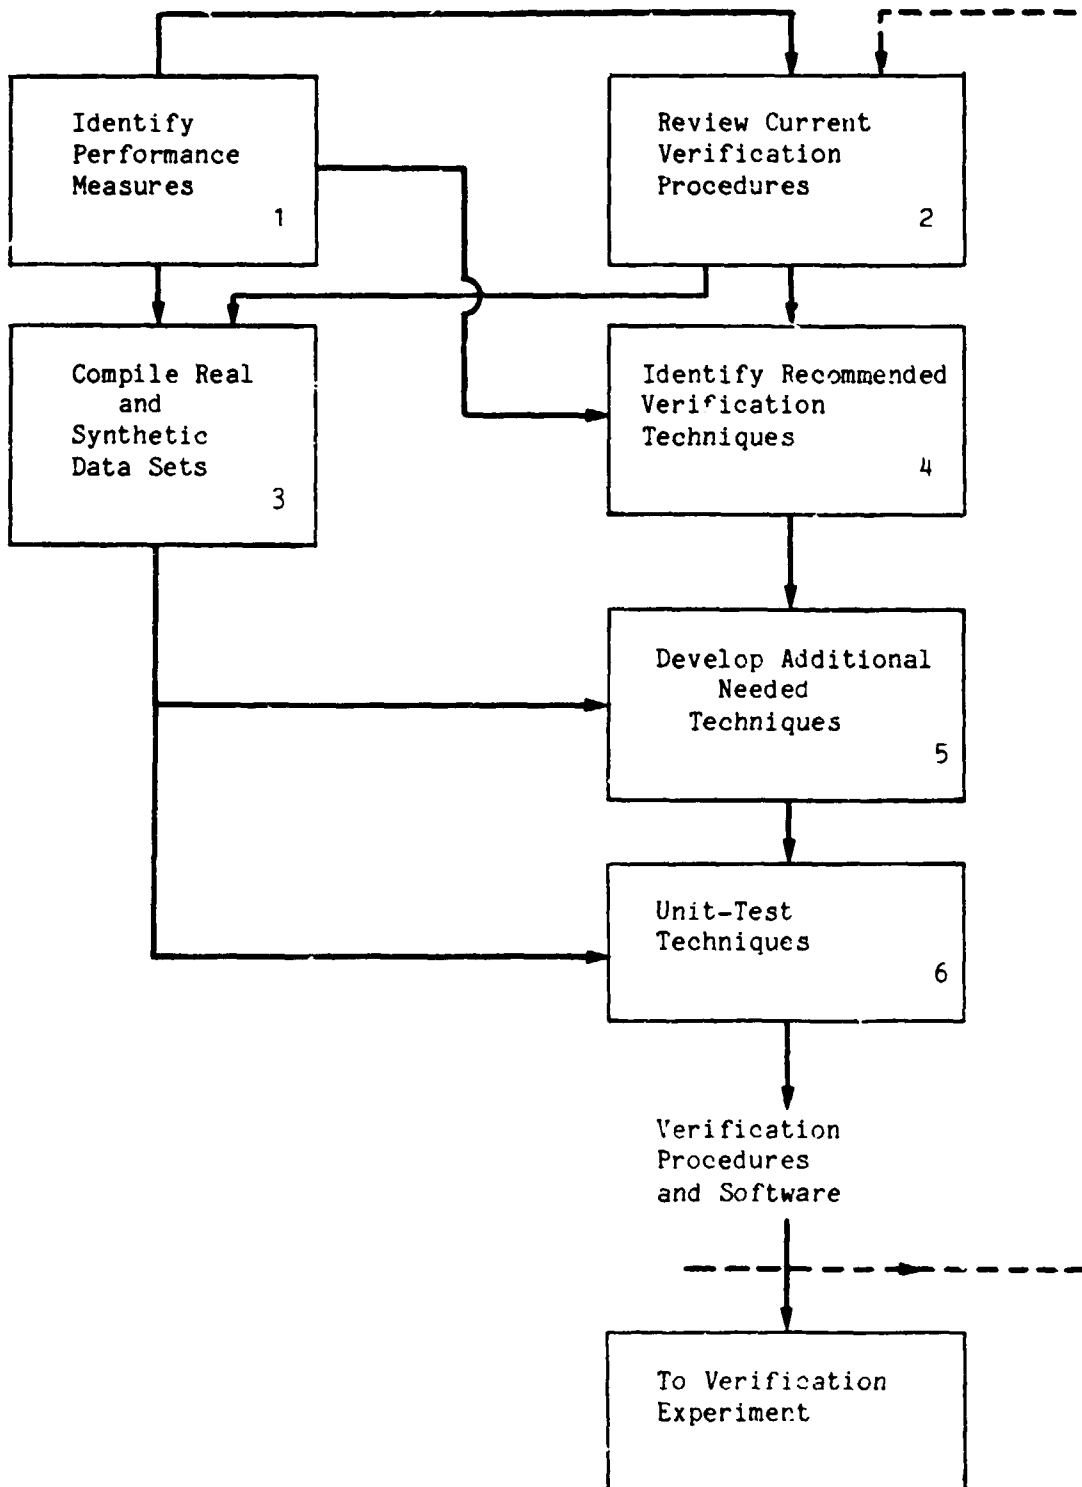 Identify
Performance
Measures
1
Review Current
Verification
Procedures
2
Compile Real
and
Synthetic
Data Sets
3
Identify Recommended
Verification
Techniques
4
Develop Additional
Needed
Techniques
5
Unit-Test
Techniques
6
Verification
Procedures
and Software
To Verification
Experiment